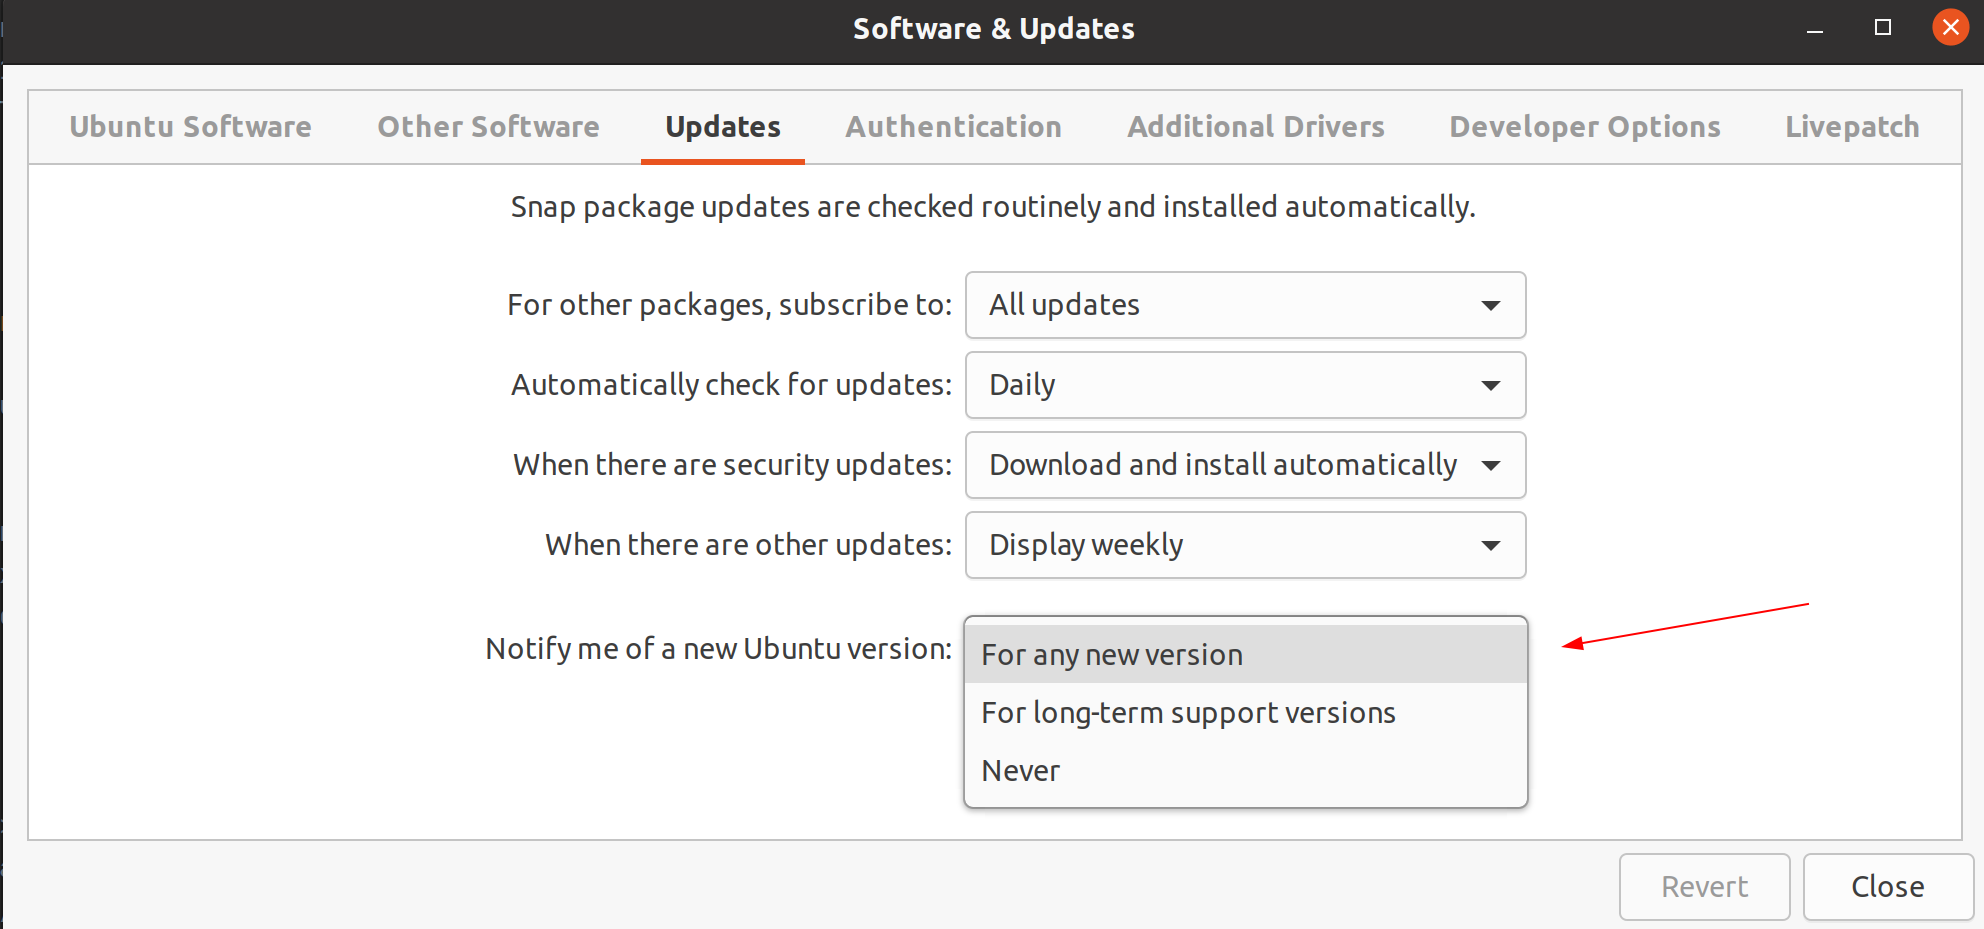 Software & Updates
Ubuntu Software Other Software Updates Authentication Additional Drivers Developer Options Livepatch
Snap package updates are checked routinely and installed automatically.
For other packages, subscribe to: All updates
Automatically check for updates: Daily
When there are security updates: Download and install automatically
When there are other updates: Display weekly
Notify me of a new Ubuntu version: For any new version
For long-term support versions
Never
Revert Close